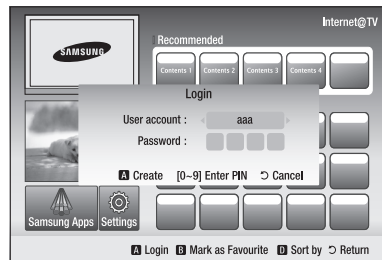 Internet@TV
SAMSUNG
Recommended
Contents 1 Contents 2 Contents 3 Contents 4
Login
User account : aaa
Password :
A Create [0~9] Enter PIN Cancel
Samsung Apps Settings
A Login B Mark as Favourite D Sort by Return